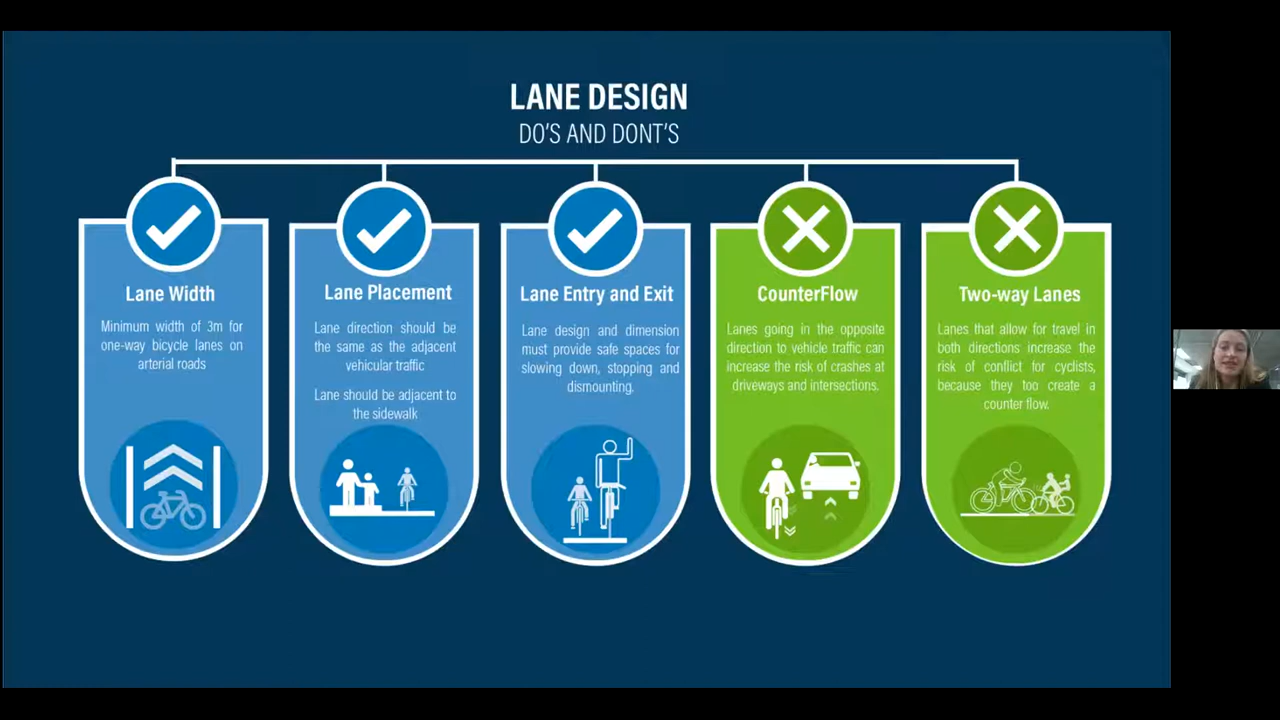 LANE DESIGN
DO'S AND DONT'S
Lane Width
Minimum width of 3m for
one-way bicycle lanes on
arterial roads
Lane Placement
Lane direction should be
the same as the adjacent
vehicular traffic
Lane should be adjacent to
the sidewalk
Lane Entry and Exit
Lane design and dimension
must provide safe spaces for
slowing down, stopping and
dismounting.
CounterFlow
Lanes going in the opposite
direction to vehicle traffic can
increase the risk of crashes at
driveways and intersections.
Two-way Lanes
Lanes that allow for travel in
both directions increase the
risk of conflict for cyclists,
because they too create a
counter flow.